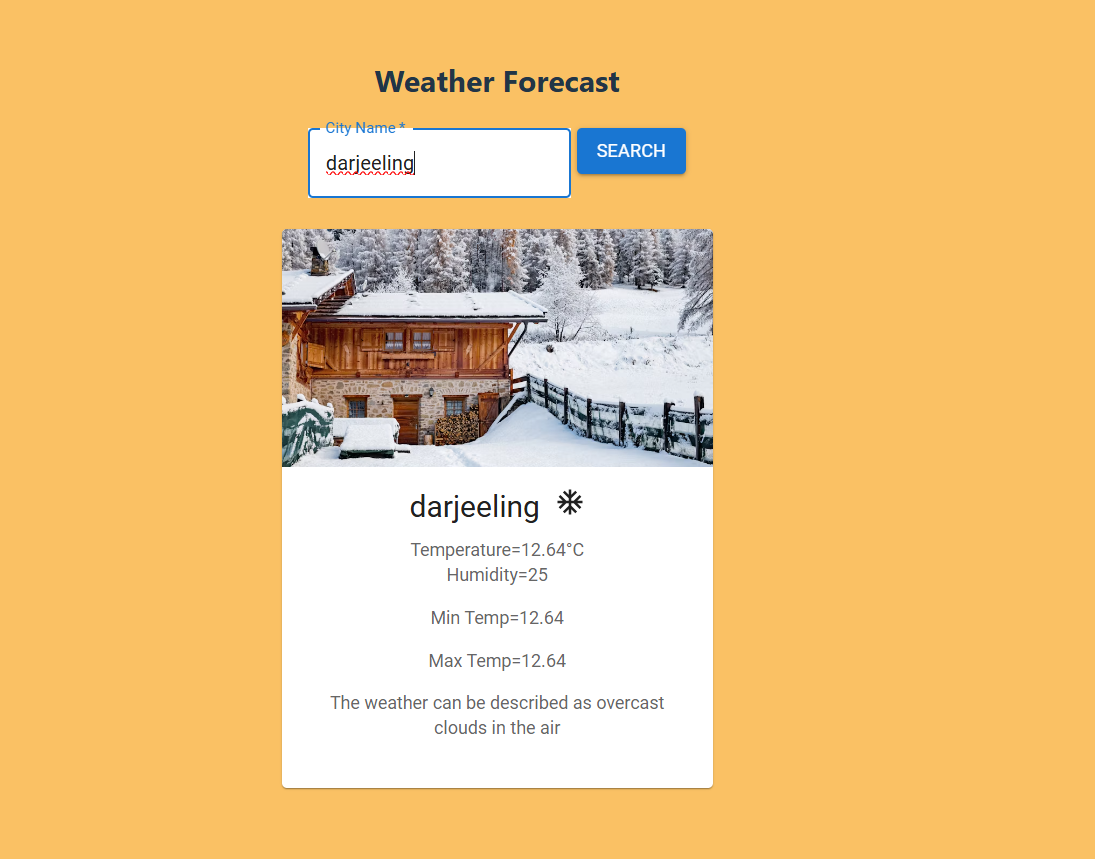 Weather Forecast
City Name *
darjeeling
SEARCH
darjeeling
Temperature=12.64°C
Humidity=25
Min Temp=12.64
Max Temp=12.64
The weather can be described as overcast
clouds in the air